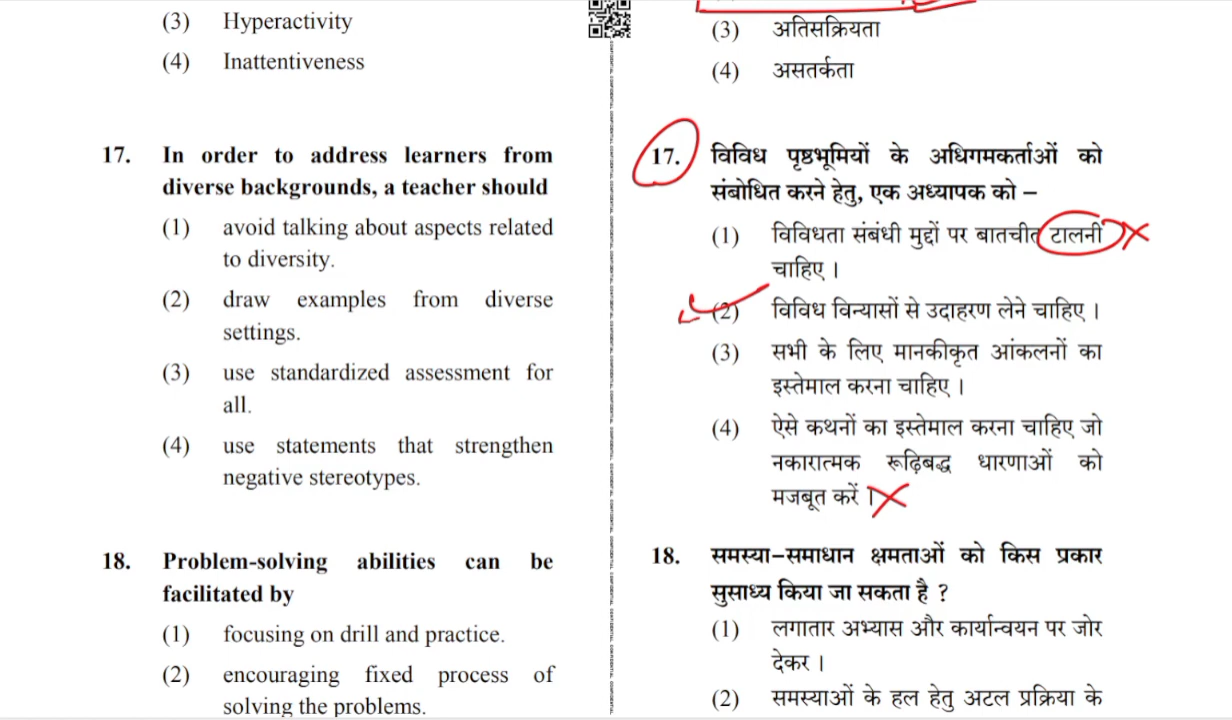 (3) Hyperactivity
(4) Inattentiveness
17. In order to address learners from
diverse backgrounds, a teacher should
(1) avoid talking about aspects related
to diversity.
(2) draw examples from diverse
settings.
(3) use standardized assessment for
all.
(4) use statements that strengthen
negative stereotypes.
18. Problem-solving abilities can be
facilitated by
(1) focusing on drill and practice.
(2) encouraging fixed process of
solving the problems.
(3) अतिसक्रियता
(4) असतर्कता
17. विविध पृष्ठभूमियों के अधिगमकर्ताओं को
संबोधित करने हेतु, एक अध्यापक को –
(1) विविधता संबंधी मुद्दों पर बातचीत टालनी
चाहिए ।
(2) विविध विन्यासों से उदाहरण लेने चाहिए ।
(3) सभी के लिए मानकीकृत आंकलनों का
इस्तेमाल करना चाहिए ।
(4) ऐसे कथनों का इस्तेमाल करना चाहिए जो
नकारात्मक रूढ़िबद्ध धारणाओं को
मजबूत करें ।
18. समस्या–समाधान क्षमताओं को किस प्रकार
सुसाध्य किया जा सकता है ?
(1) लगातार अभ्यास और कार्यान्वयन पर जोर
देकर ।
(2) समस्याओं के हल हेतु अटल प्रक्रिया के